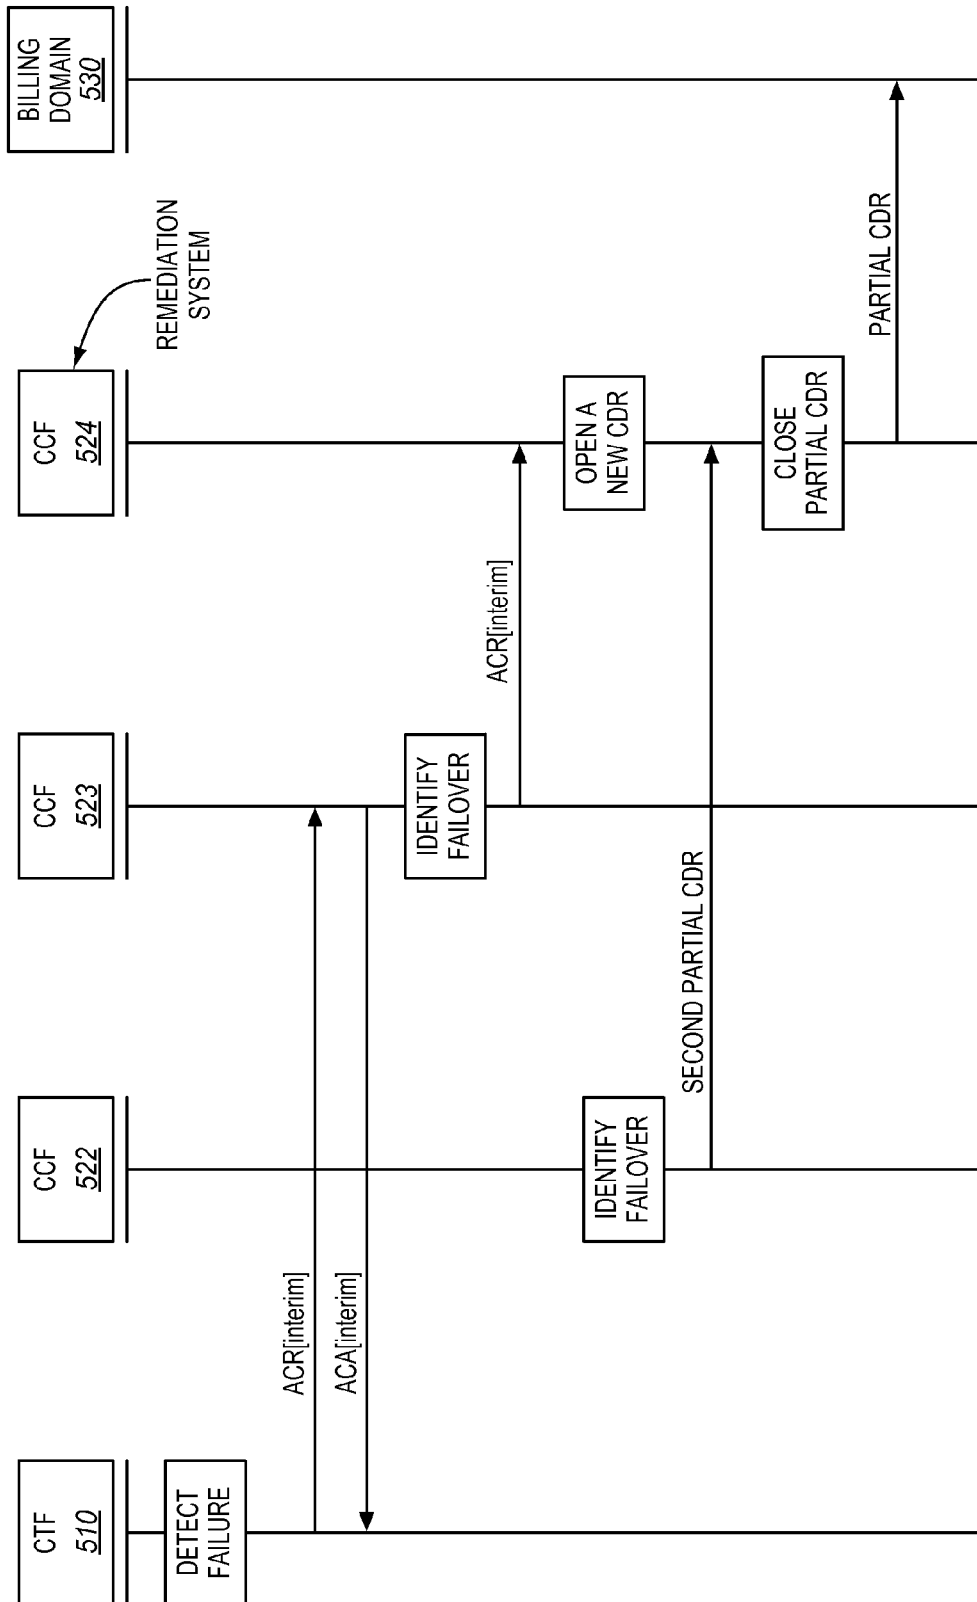 CTF
510
CCF
522
CCF
523
CCF
524
BILLING
DOMAIN
530
REMEDIATION
SYSTEM
DETECT
FAILURE
ACR[interim]
ACA[interim]
IDENTIFY
FAILOVER
ACR[interim]
OPEN A
NEW CDR
IDENTIFY
FAILOVER
SECOND PARTIAL CDR
CLOSE
PARTIAL CDR
PARTIAL CDR